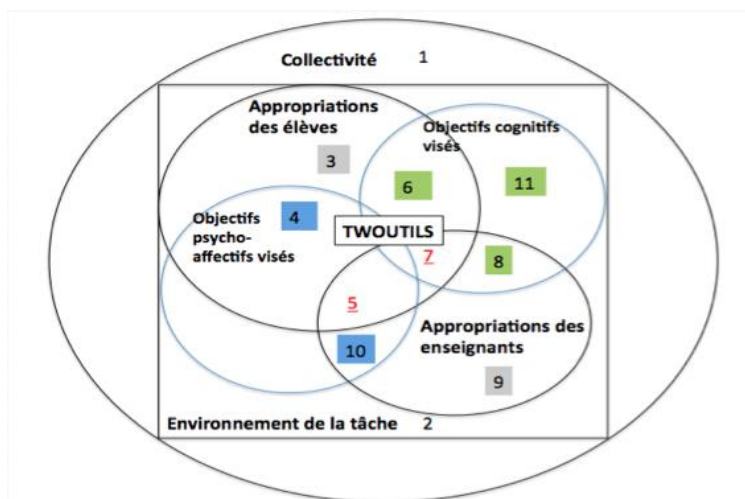 Collectivité 1
Appropriations
des élèves
Objectifs cognitifs
visés
3
6
11
Objectifs
psycho-
affectifs visés
4
TWOUTILS
7
8
5
10
Appropriations des
enseignants
9
Environnement de la tâche 2